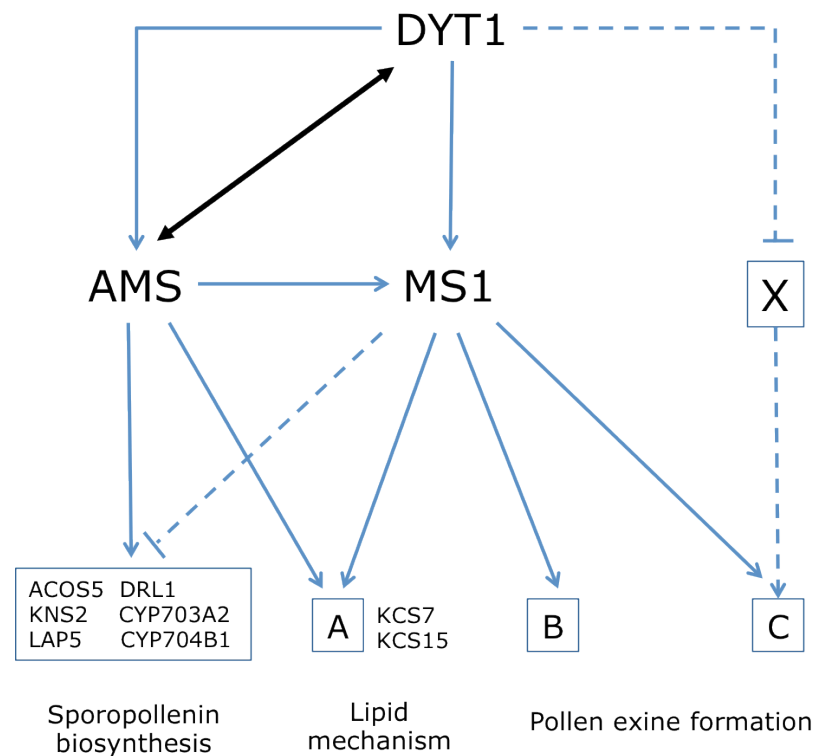 DYT1
AMS
MS1
X
ACOS5 DRL1
KNS2 CYP703A2
LAP5 CYP704B1
A
KCS7
KCS15
B
C
Sporopollenin
biosynthesis
Lipid
mechanism
Pollen exine formation